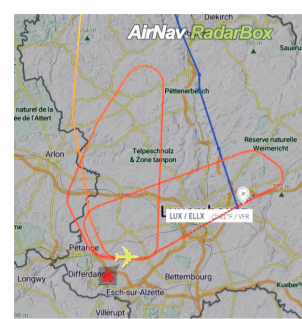 Diekirch
AirNav RadarBox
Pëttenerbësch
naturel de la
ée de l'Attert
Telpeschholz
& Zone tampon
Réserve naturelle
Weimericht
Arlon
LUX / ELLX
/ VFR
Pétange
Differdange
Bettembourg
Longwy
Esch-sur-Alzette
Villerupt